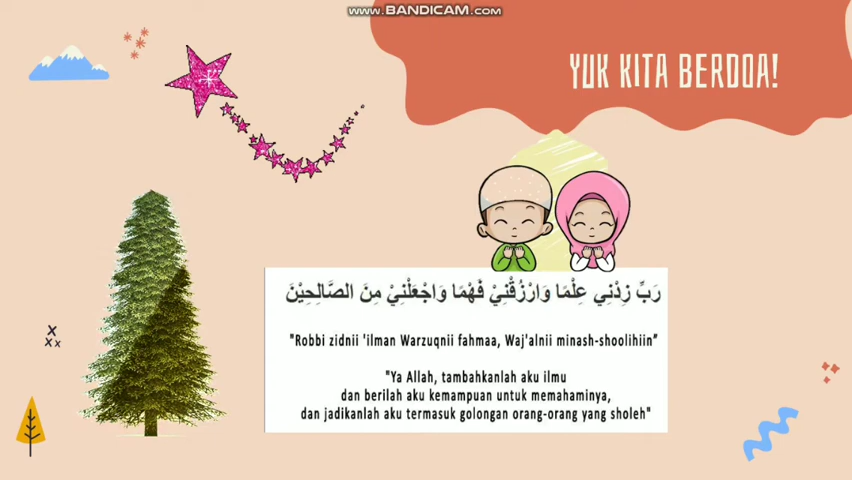 www.BANDICAM.com
YUK KITA BERDOA!
رَبِّ زِدْنِي عِلْمًا وَارْزُقْنِيْ فَهْمًا وَاجْعَلْنِيْ مِنَ الصَّالِحِيْنَ
"Robbi zidnii 'ilman Warzuqnii fahmaa, Waj'alnii minash-shoolihiin”
"Ya Allah, tambahkanlah aku ilmu
dan berilah aku kemampuan untuk memahaminya,
dan jadikanlah aku termasuk golongan orang-orang yang sholeh"